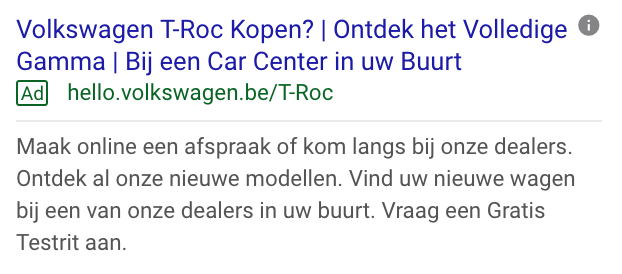 Volkswagen T-Roc Kopen? | Ontdek het Volledige
Gamma | Bij een Car Center in uw Buurt
Ad hello.volkswagen.be/T-Roc
Maak online een afspraak of kom langs bij onze dealers.
Ontdek al onze nieuwe modellen. Vind uw nieuwe wagen
bij een van onze dealers in uw buurt. Vraag een Gratis
Testrit aan.